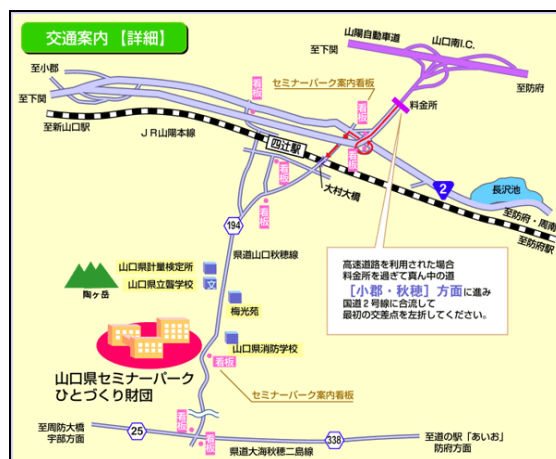 交通案内【詳細】
山陽自動車道
山口南I.C.
至下関
至防府
至小郡
至下関
看板
セミナーパーク案内看板
看板
料金所
至新山口駅
JR山陽本線
四辻駅
看板
看板
大村大橋
2
長沢池
至防府・周南
至防府駅
看板
194
県道山口秋穂線
高速道路を利用された場合
料金所を過ぎて真ん中の道
[小郡・秋穂]方面に進み
国道2号線に合流して
最初の交差点を左折してください。
山口県計量検定所
山口県立聾学校
文
陶ヶ岳
梅光苑
山口県消防学校
看板
山口県セミナーパーク
ひとづくり財団
セミナーパーク案内看板
看板
看板
至周防大橋
宇部方面
25
県道大海秋穂二島線
338
至道の駅「あいお」
防府方面